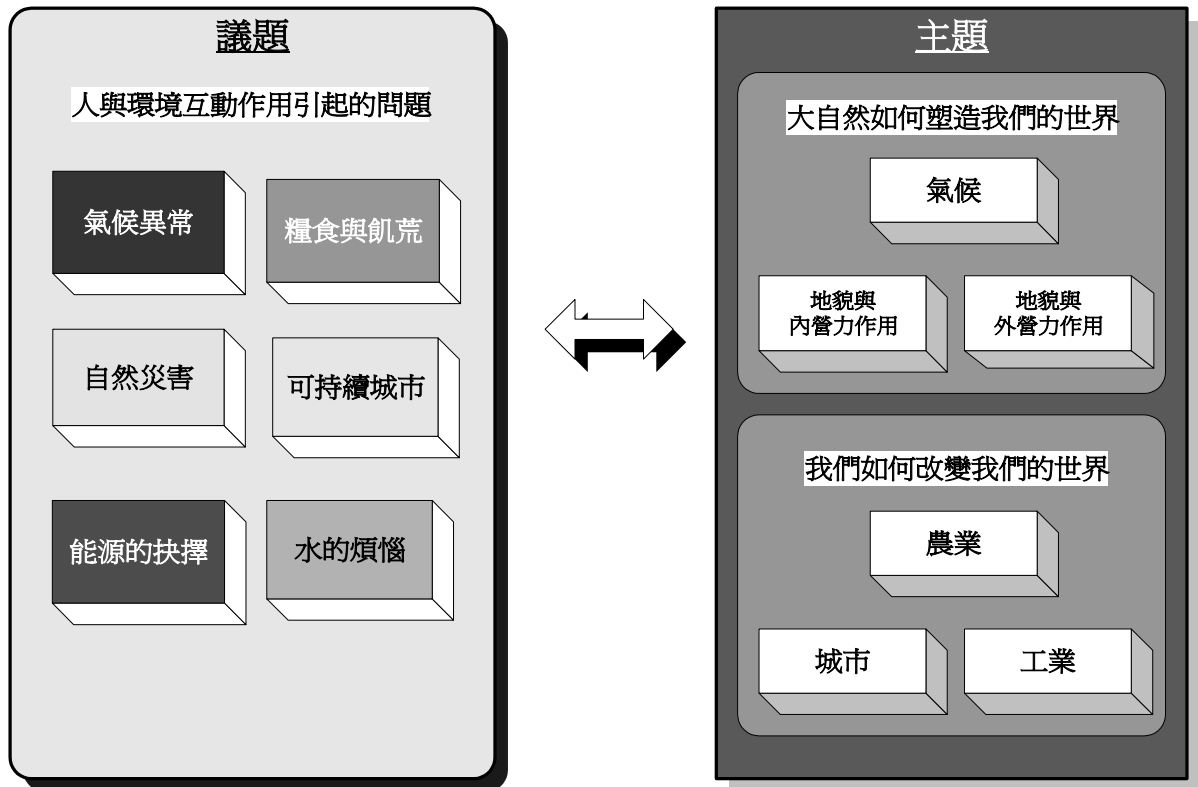 議題
人與環境互動作用引起的問題
氣候異常
糧食與飢荒
自然災害
可持續城市
能源的抉擇
水的煩惱
主題
大自然如何塑造我們的世界
氣候
地貌與
內營力作用
地貌與
外營力作用
我們如何改變我們的世界
農業
城市
工業